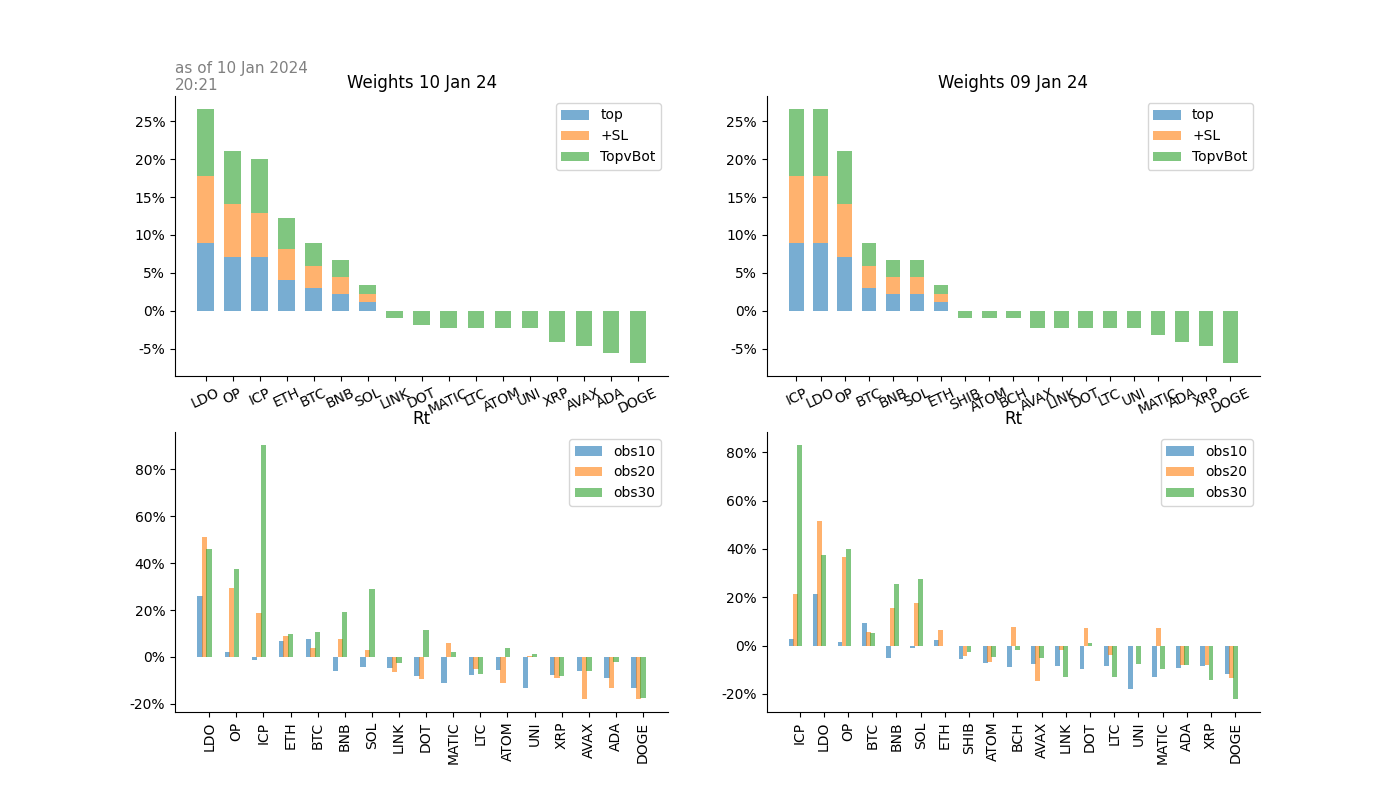 as of 10 Jan 2024
20:21
Weights 10 Jan 24
top
+SL
TopvBot
25%
20%
15%
10%
5%
0%
-5%
LDO OP ICP ETH BTC BNB SOL LINK DOT MATIC LTC ATOM UNI XRP AVAX ADA DOGE
Weights 09 Jan 24
top
+SL
TopvBot
25%
20%
15%
10%
5%
0%
-5%
ICP LDO OP BTC BNB SOL ETH SHIB ATOM BCH AVAX LINK DOT LTC UNI MATIC ADA XRP DOGE
Rt
obs10
obs20
obs30
80%
60%
40%
20%
0%
-20%
LDO OP ICP ETH BTC BNB SOL LINK DOT MATIC LTC ATOM UNI XRP AVAX ADA DOGE
Rt
obs10
obs20
obs30
80%
60%
40%
20%
0%
-20%
ICP LDO OP BTC BNB SOL ETH SHIB ATOM BCH AVAX LINK DOT LTC UNI MATIC ADA XRP DOGE